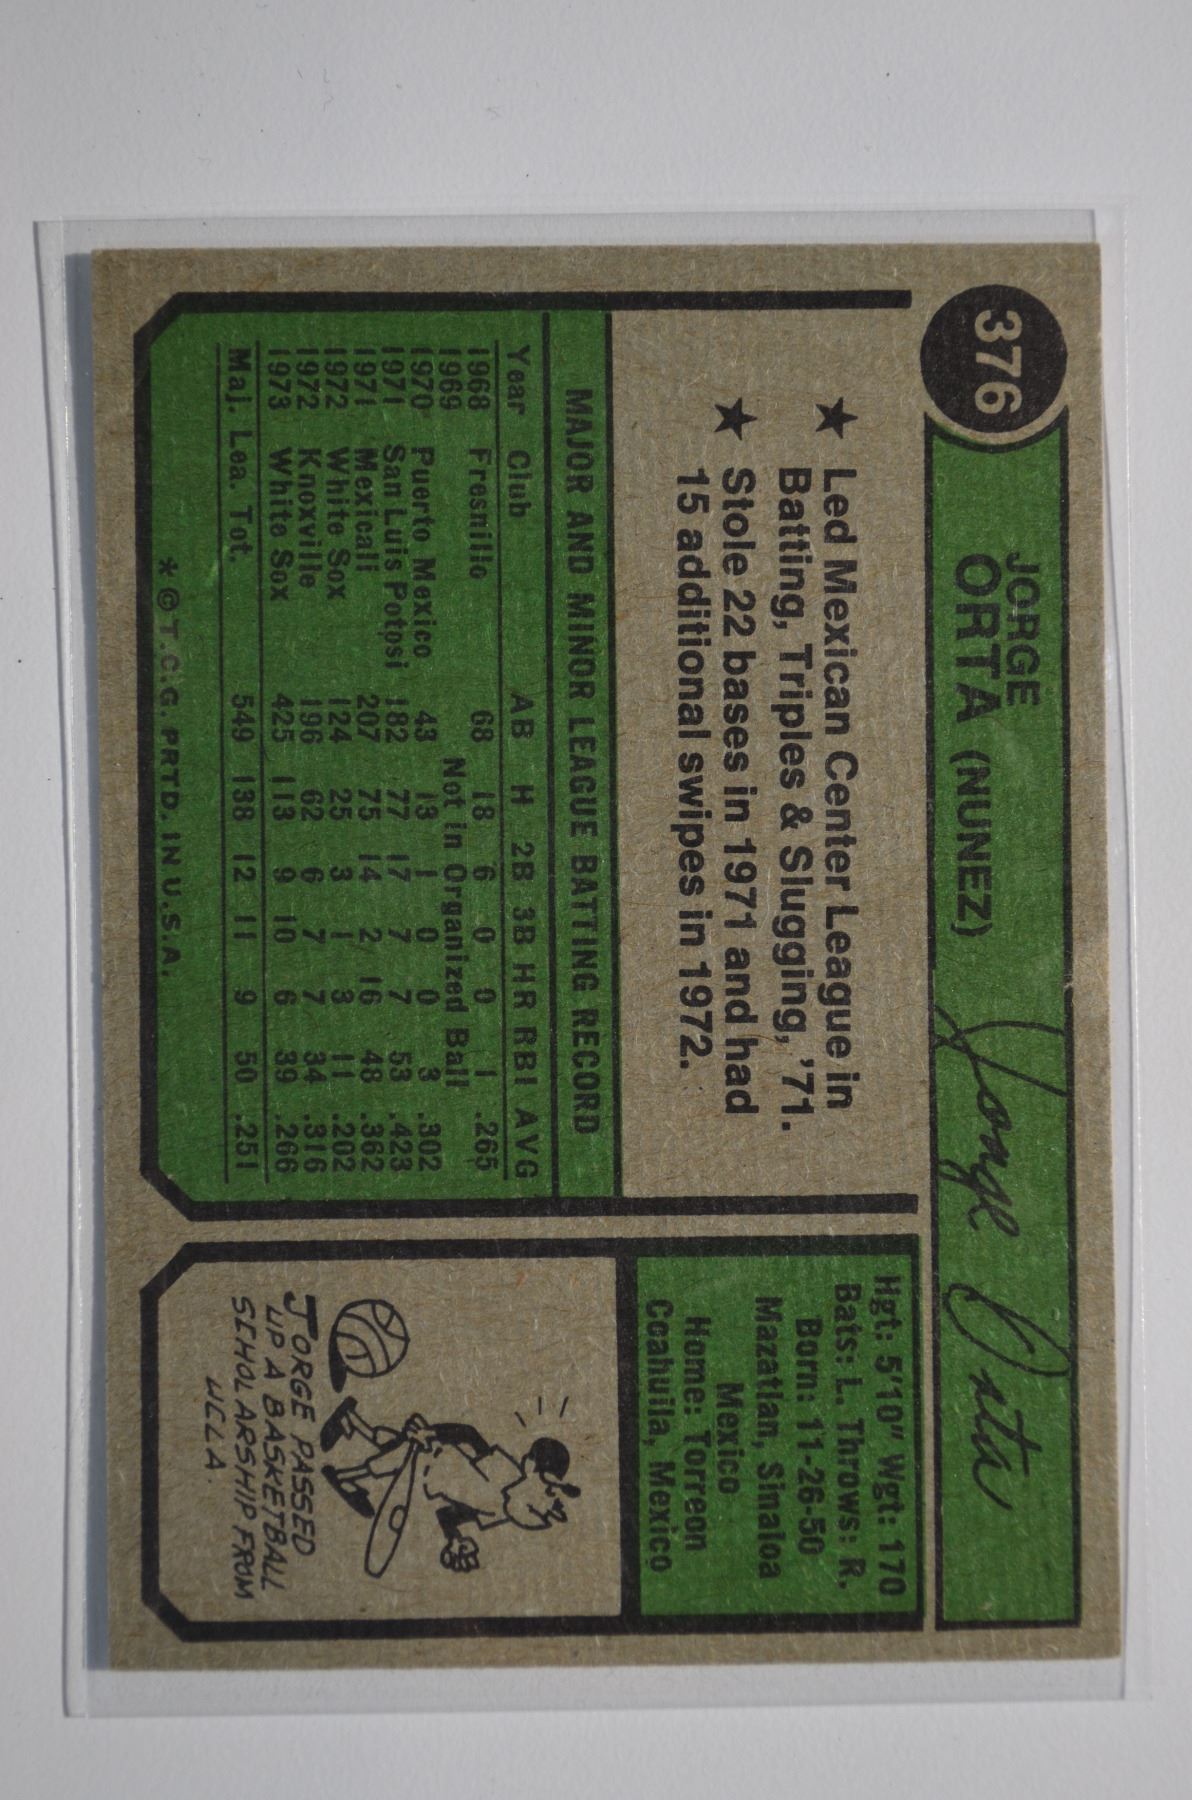 376
JORGE
ORTA (NUNEZ)
Jorge Orta
★ Led Mexican Center League in
Batting, Triples & Slugging, '71.
★ Stole 22 bases in 1971 and had
15 additional swipes in 1972.
Hgt: 5'10" Wgt: 170
Bats: L. Throws: R.
Born: 11-26-50
Mazatlan, Sinaloa
Mexico
Home: Torreon
Coahuila, Mexico
MAJOR AND MINOR LEAGUE BATTING RECORD
Year Club AB H 2B 3B HR RBI AVG
1968 Fresnillo 68 18 6 0 0 1 .265
1969 Not in Organized Ball
1970 Puerto Mexico 43 13 1 0 0 3 .302
1971 San Luis Potosi 182 77 17 7 7 53 .423
1971 Mexicali 207 75 14 2 16 48 .362
1972 White Sox 124 25 3 1 3 11 .202
1972 Knoxville 196 62 6 7 7 34 .316
1973 White Sox 425 113 9 10 6 39 .266
Maj. Lea. Tot. 549 138 12 11 9 50 .251
* © T.C.G. PRTD. IN U.S.A.
JORGE PASSED
UP A BASKETBALL
SCHOLARSHIP FROM
UCLA.